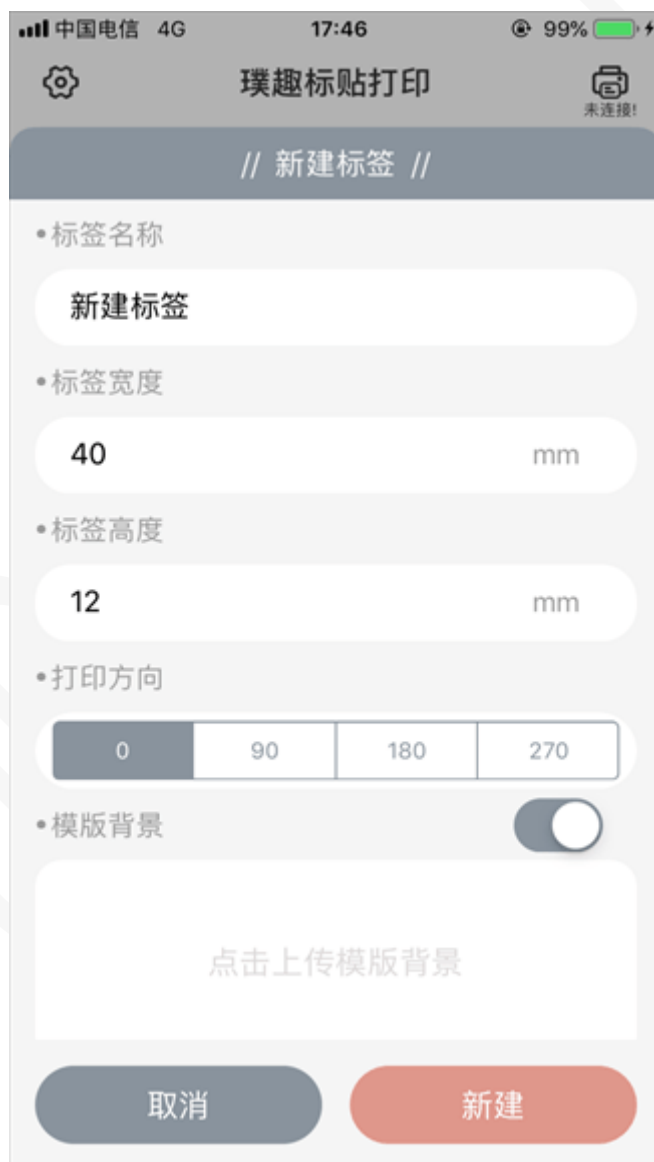 中国电信 4G 17:46 99%
璞趣标贴打印
未连接!
// 新建标签 //
•标签名称
新建标签
•标签宽度
40 mm
•标签高度
12 mm
•打印方向
0 90 180 270
•模版背景
点击上传模版背景
取消 新建